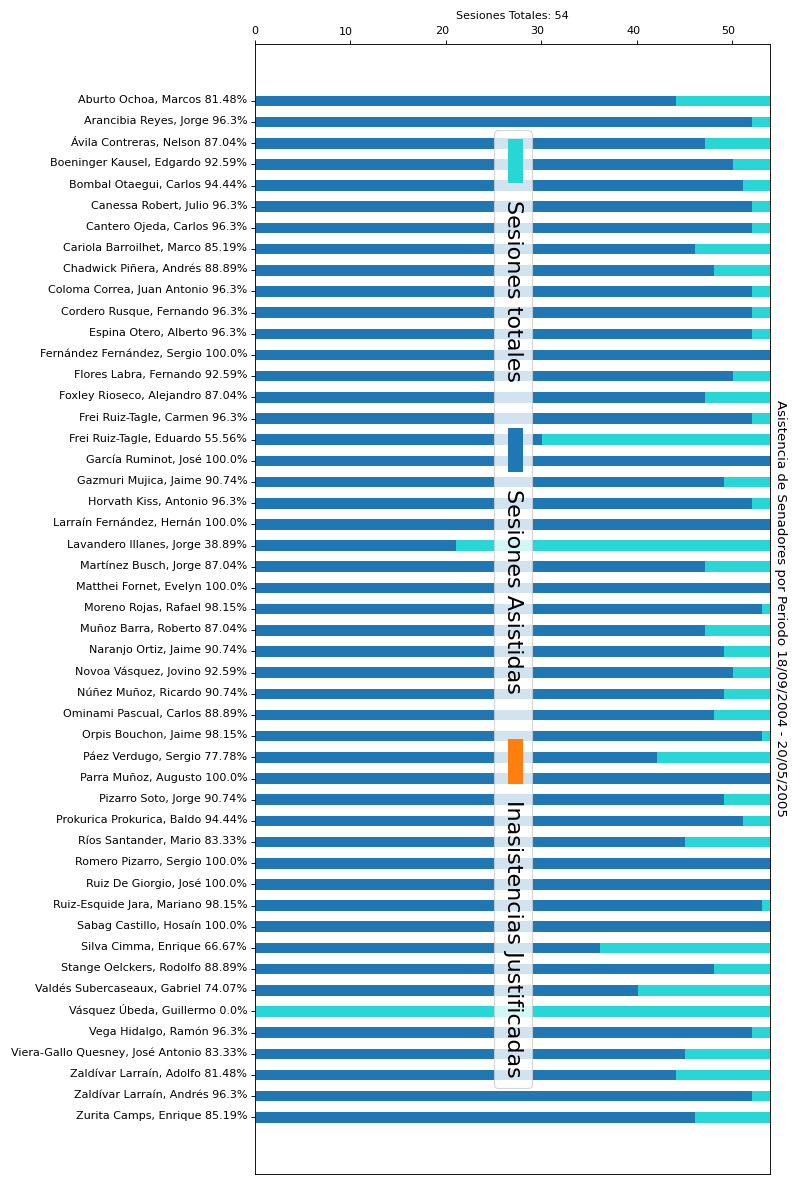 Sesiones Totales: 54
0 10 20 30 40 50
Aburto Ochoa, Marcos 81.48%
Arancibia Reyes, Jorge 96.3%
Ávila Contreras, Nelson 87.04%
Boeninger Kausel, Edgardo 92.59%
Bombal Otaegui, Carlos 94.44%
Canessa Robert, Julio 96.3%
Cantero Ojeda, Carlos 96.3%
Cariola Barroilhet, Marco 85.19%
Chadwick Piñera, Andrés 88.89%
Coloma Correa, Juan Antonio 96.3%
Cordero Rusque, Fernando 96.3%
Espina Otero, Alberto 96.3%
Fernández Fernández, Sergio 100.0%
Flores Labra, Fernando 92.59%
Foxley Rioseco, Alejandro 87.04%
Frei Ruiz-Tagle, Carmen 96.3%
Frei Ruiz-Tagle, Eduardo 55.56%
García Ruminot, José 100.0%
Gazmuri Mujica, Jaime 90.74%
Horvath Kiss, Antonio 96.3%
Larraín Fernández, Hernán 100.0%
Lavandero Illanes, Jorge 38.89%
Martínez Busch, Jorge 87.04%
Matthei Fornet, Evelyn 100.0%
Moreno Rojas, Rafael 98.15%
Muñoz Barra, Roberto 87.04%
Naranjo Ortiz, Jaime 90.74%
Novoa Vásquez, Jovino 92.59%
Núñez Muñoz, Ricardo 90.74%
Ominami Pascual, Carlos 88.89%
Orpis Bouchon, Jaime 98.15%
Páez Verdugo, Sergio 77.78%
Parra Muñoz, Augusto 100.0%
Pizarro Soto, Jorge 90.74%
Prokurica Prokurica, Baldo 94.44%
Ríos Santander, Mario 83.33%
Romero Pizarro, Sergio 100.0%
Ruiz De Giorgio, José 100.0%
Ruiz-Esquide Jara, Mariano 98.15%
Sabag Castillo, Hosaín 100.0%
Silva Cimma, Enrique 66.67%
Stange Oelckers, Rodolfo 88.89%
Valdés Subercaseaux, Gabriel 74.07%
Vásquez Úbeda, Guillermo 0.0%
Vega Hidalgo, Ramón 96.3%
Viera-Gallo Quesney, José Antonio 83.33%
Zaldívar Larraín, Adolfo 81.48%
Zaldívar Larraín, Andrés 96.3%
Zurita Camps, Enrique 85.19%
Sesiones totales
Sesiones Asistidas
Inasistencias Justificadas
Asistencia de Senadores por Periodo 18/09/2004 - 20/05/2005